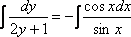 ∫ dy/(2y+1) = −∫ cos x dx / sin x